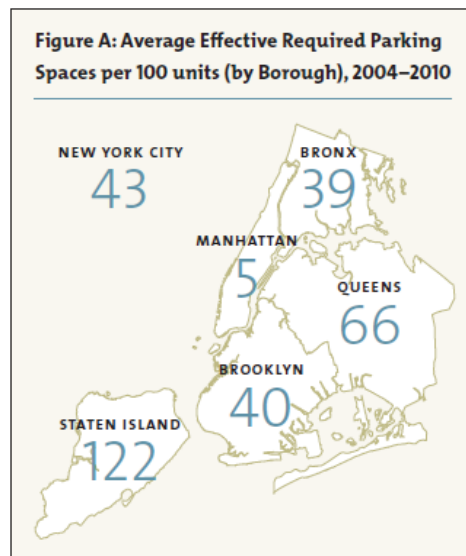 Figure A: Average Effective Required Parking
Spaces per 100 units (by Borough), 2004–2010
NEW YORK CITY
43
BRONX
39
MANHATTAN
5
QUEENS
66
BROOKLYN
40
STATEN ISLAND
122